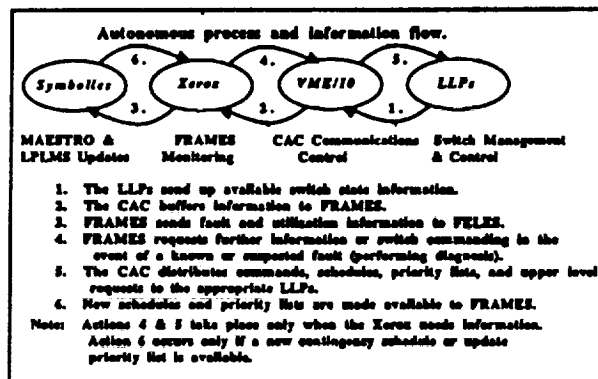 Autonomous process and information flow.
6. 4. 5.
Symbolics Xerox VME/10 LLPs
3. 2. 1.
MAESTRO & FRAMES CAC Communications Switch Management
LPLMS Updates Monitoring Control & Control
1. The LLPs send up available switch state information.
2. The CAC buffers information to FRAMES.
3. FRAMES sends fault and utilization information to FELES.
4. FRAMES requests further information or switch commanding in the
event of a known or suspected fault (performing diagnosis).
5. The CAC distributes commands, schedules, priority lists, and upper level
requests to the appropriate LLPs.
6. New schedules and priority lists are made available to FRAMES.
Note: Actions 4 & 5 take place only when the Xerox needs information.
Action 6 occurs only if a new contingency schedule or update
priority list is available.